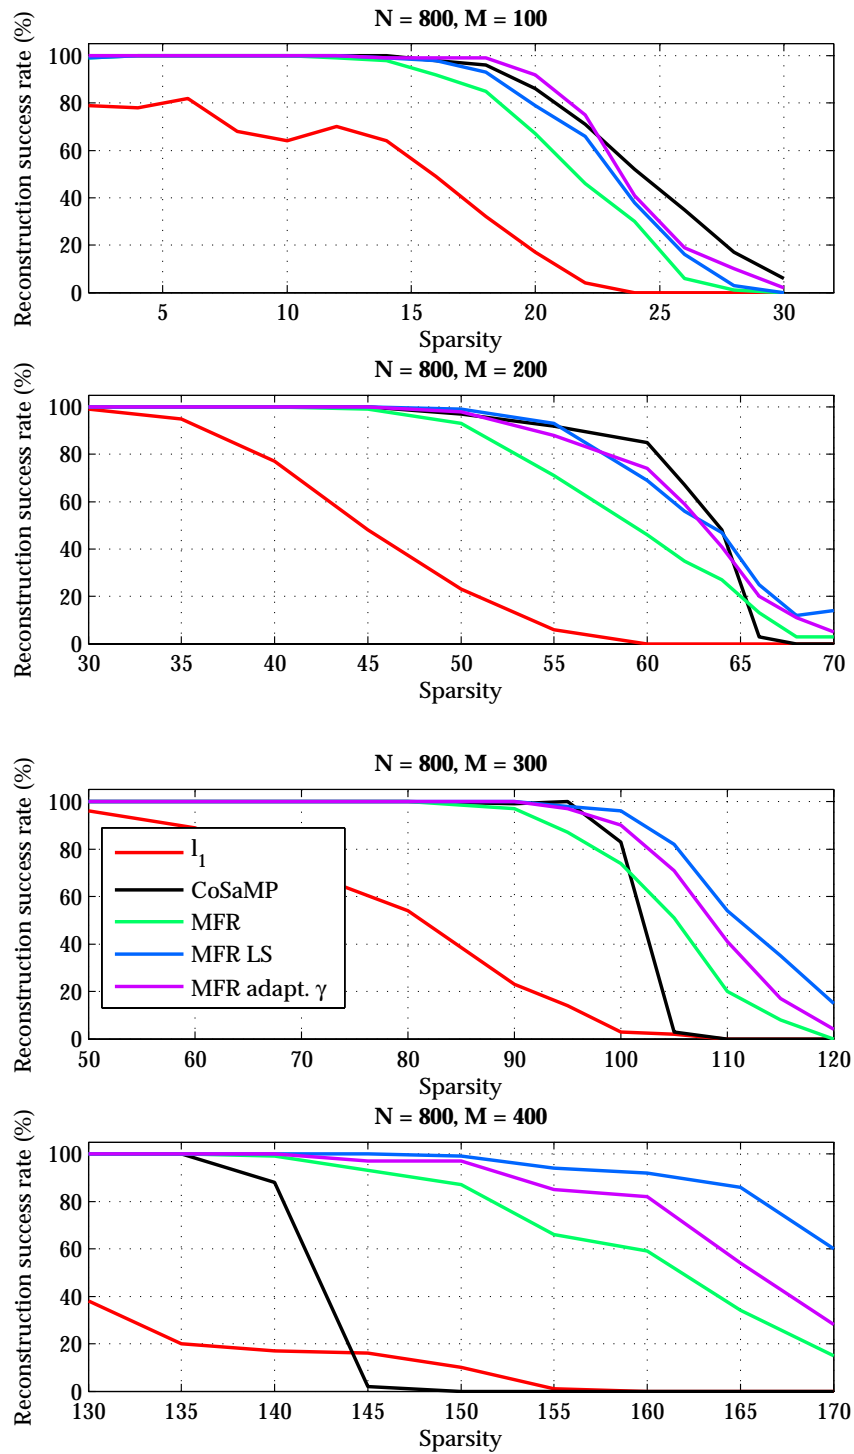 N = 800, M = 100
Reconstruction success rate (%)
100
80
60
40
20
0
5 10 15 20 25 30
Sparsity
N = 800, M = 200
Reconstruction success rate (%)
100
80
60
40
20
0
30 35 40 45 50 55 60 65 70
Sparsity
N = 800, M = 300
Reconstruction success rate (%)
100
80
60
40
20
0
l1
CoSaMP
MFR
MFR LS
MFR adapt. γ
50 60 70 80 90 100 110 120
Sparsity
N = 800, M = 400
Reconstruction success rate (%)
100
80
60
40
20
0
130 135 140 145 150 155 160 165 170
Sparsity